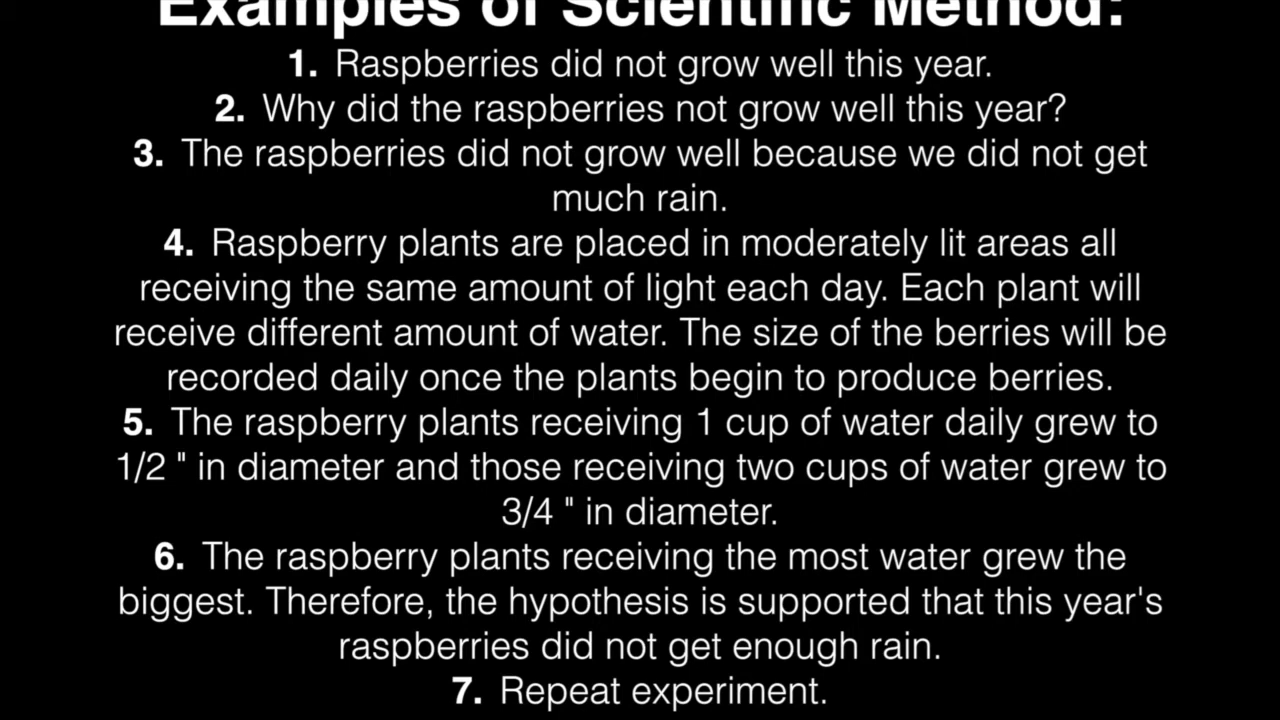 Examples of Scientific Method:
1. Raspberries did not grow well this year.
2. Why did the raspberries not grow well this year?
3. The raspberries did not grow well because we did not get
much rain.
4. Raspberry plants are placed in moderately lit areas all
receiving the same amount of light each day. Each plant will
receive different amount of water. The size of the berries will be
recorded daily once the plants begin to produce berries.
5. The raspberry plants receiving 1 cup of water daily grew to
1/2 " in diameter and those receiving two cups of water grew to
3/4 " in diameter.
6. The raspberry plants receiving the most water grew the
biggest. Therefore, the hypothesis is supported that this year's
raspberries did not get enough rain.
7. Repeat experiment.